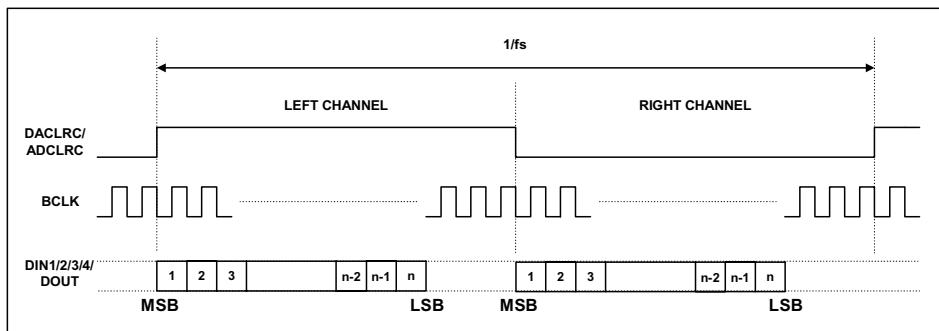 1/fs
LEFT CHANNEL
RIGHT CHANNEL
DACLRC/
ADCLRC
BCLK
DIN1/2/3/4/
DOUT
1 2 3 n-2 n-1 n 1 2 3 n-2 n-1 n
MSB LSB MSB LSB